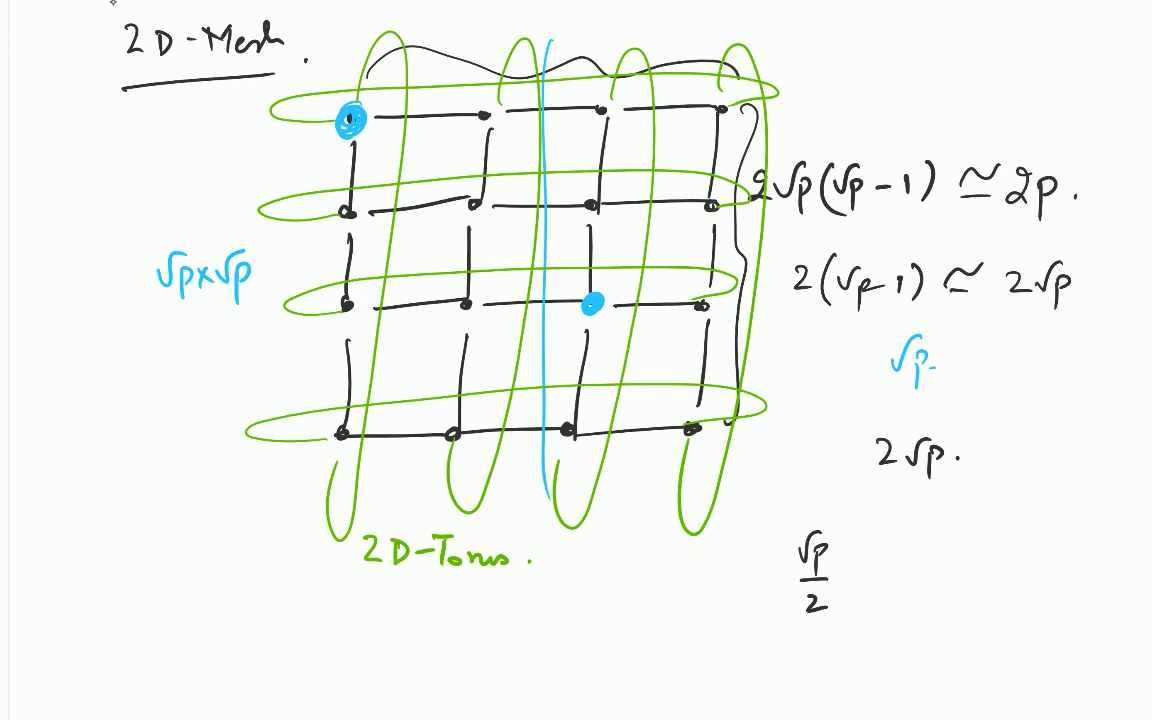 2D-Mesh.
2√p(√p-1) ≃ 2p.
√p×√p
2(√p-1) ≃ 2√p
√p.
2√p.
2D-Torus.
√p/2